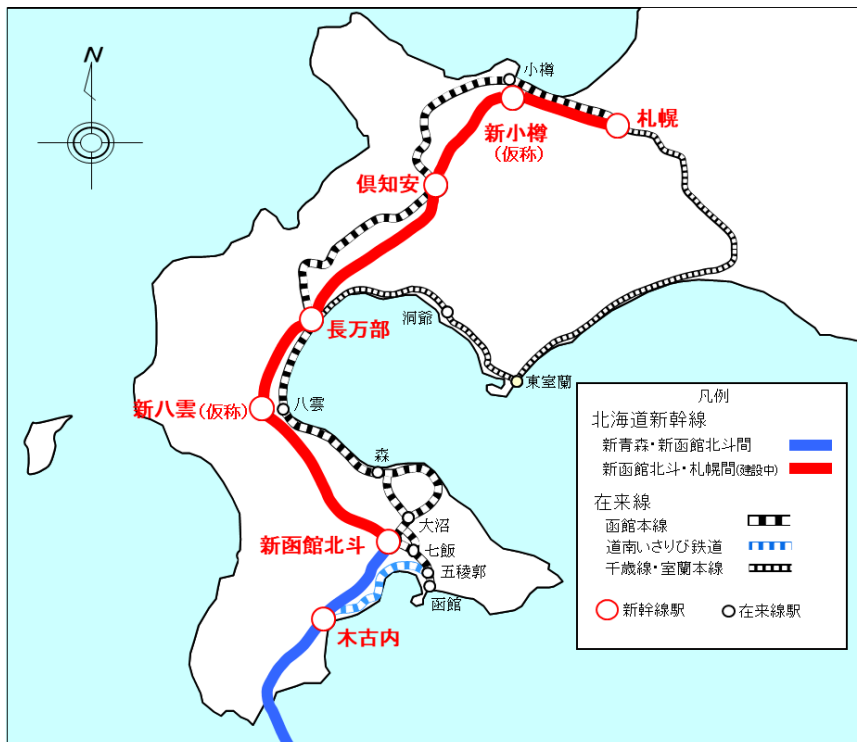 N
小樽
札幌
新小樽
(仮称)
倶知安
長万部
洞爺
東室蘭
新八雲(仮称)
八雲
森
大沼
新函館北斗
七飯
五稜郭
函館
木古内
凡例
北海道新幹線
新青森・新函館北斗間
新函館北斗・札幌間(建設中)
在来線
函館本線
道南いさりび鉄道
千歳線・室蘭本線
新幹線駅
在来線駅